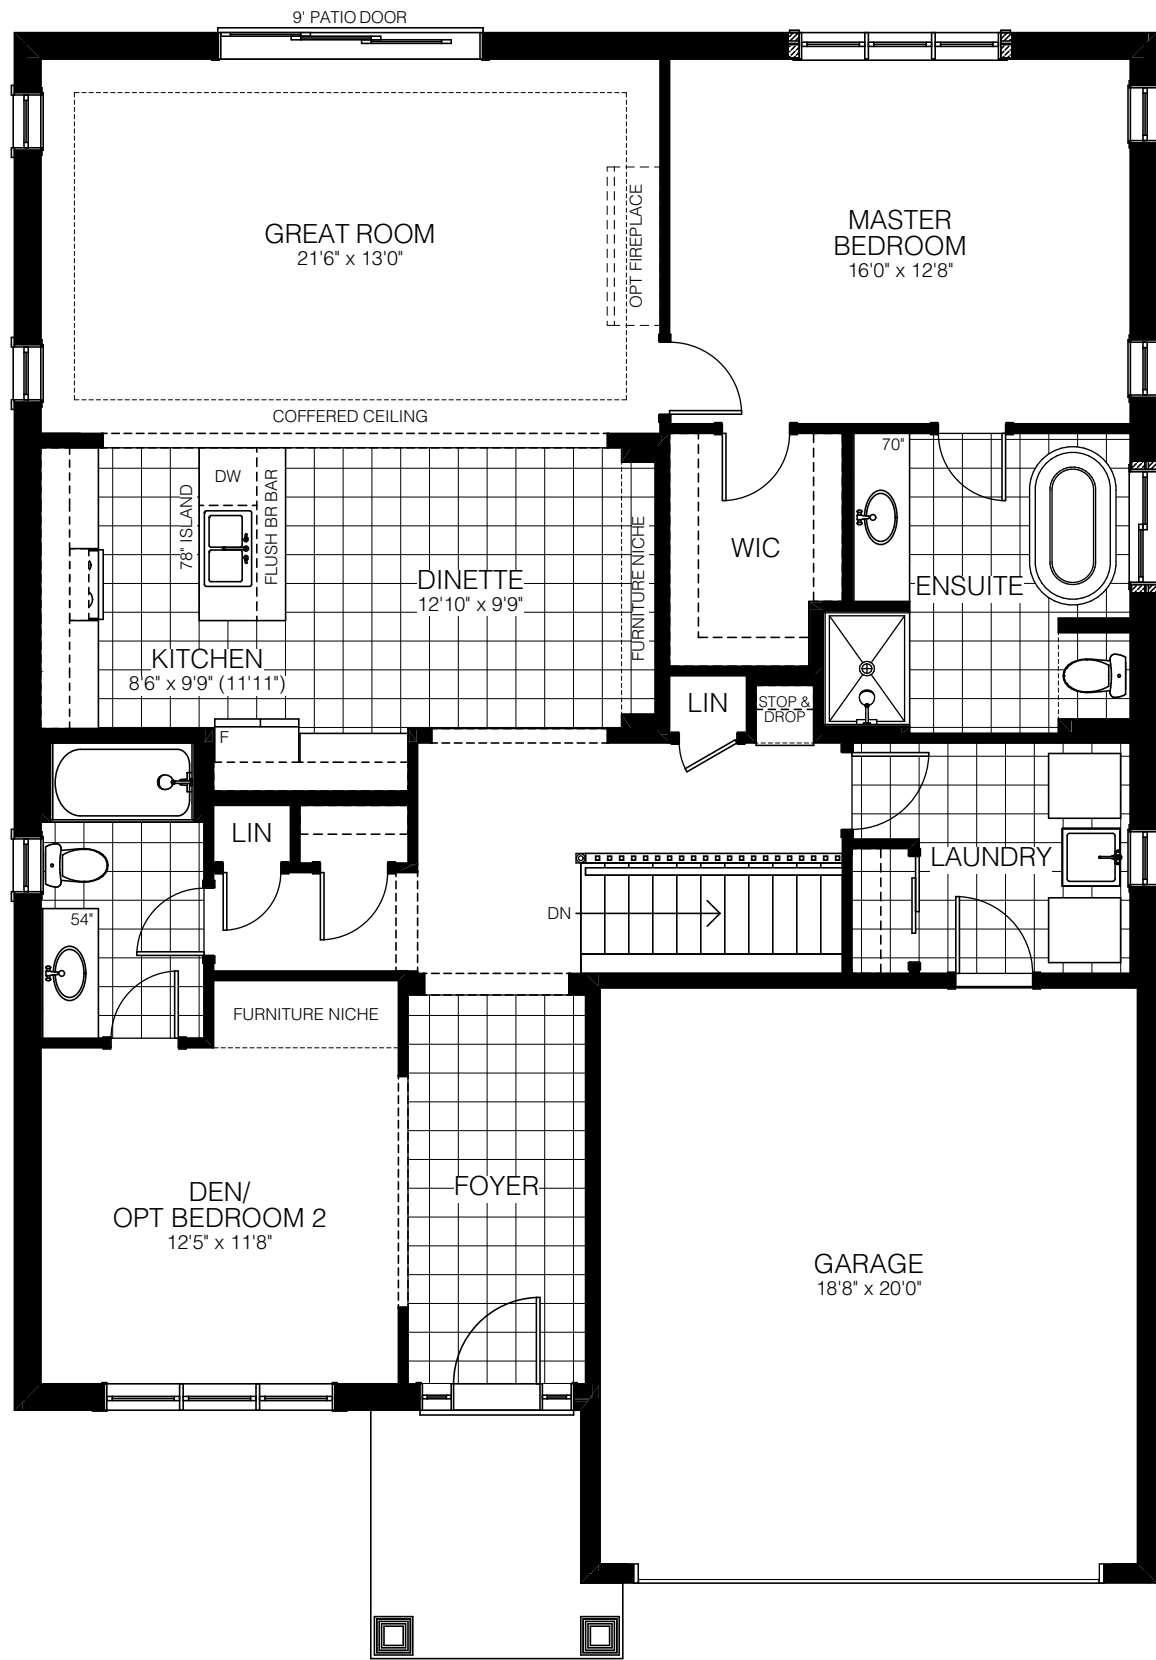 9' PATIO DOOR
GREAT ROOM
21'6" x 13'0"
OPT FIREPLACE
MASTER
BEDROOM
16'0" x 12'8"
COFFERED CEILING
DW
78" ISLAND
FLUSH BR BAR
DINETTE
12'10" x 9'9"
FURNITURE NICHE
KITCHEN
8'6" x 9'9" (11'11")
F
WIC
70"
ENSUITE
LIN
STOP &
DROP
LIN
LAUNDRY
54"
DN
FURNITURE NICHE
DEN/
OPT BEDROOM 2
12'5" x 11'8"
FOYER
GARAGE
18'8" x 20'0"